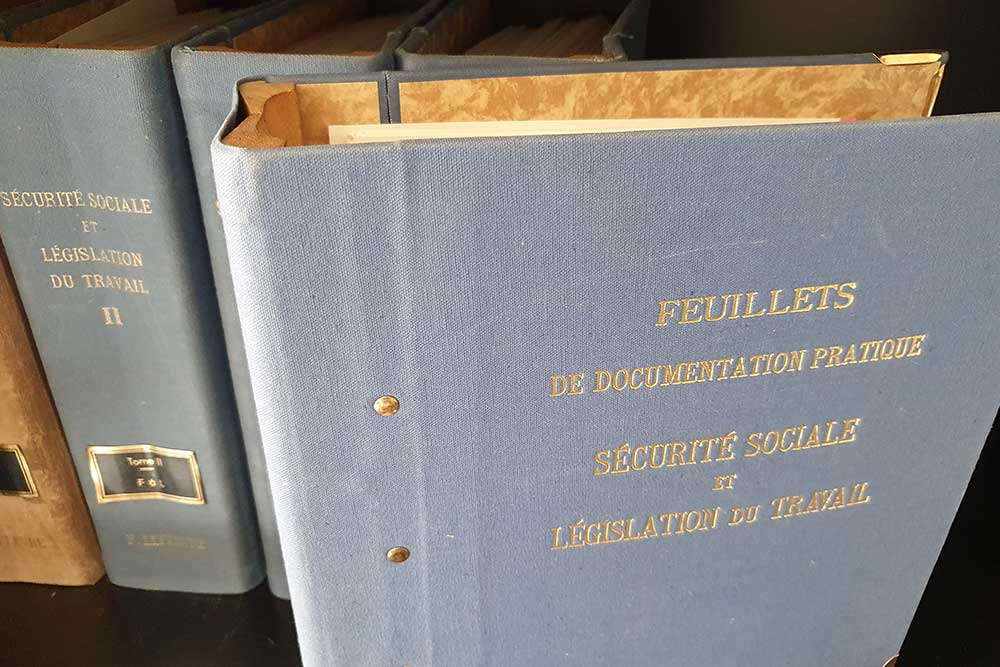 SÉCURITÉ SOCIALE
ET
LÉGISLATION
DU TRAVAIL
II
Tome II
F à L
F. LEFEBVRE
FEUILLETS
DE DOCUMENTATION PRATIQUE
SÉCURITÉ SOCIALE
ET
LÉGISLATION DU TRAVAIL